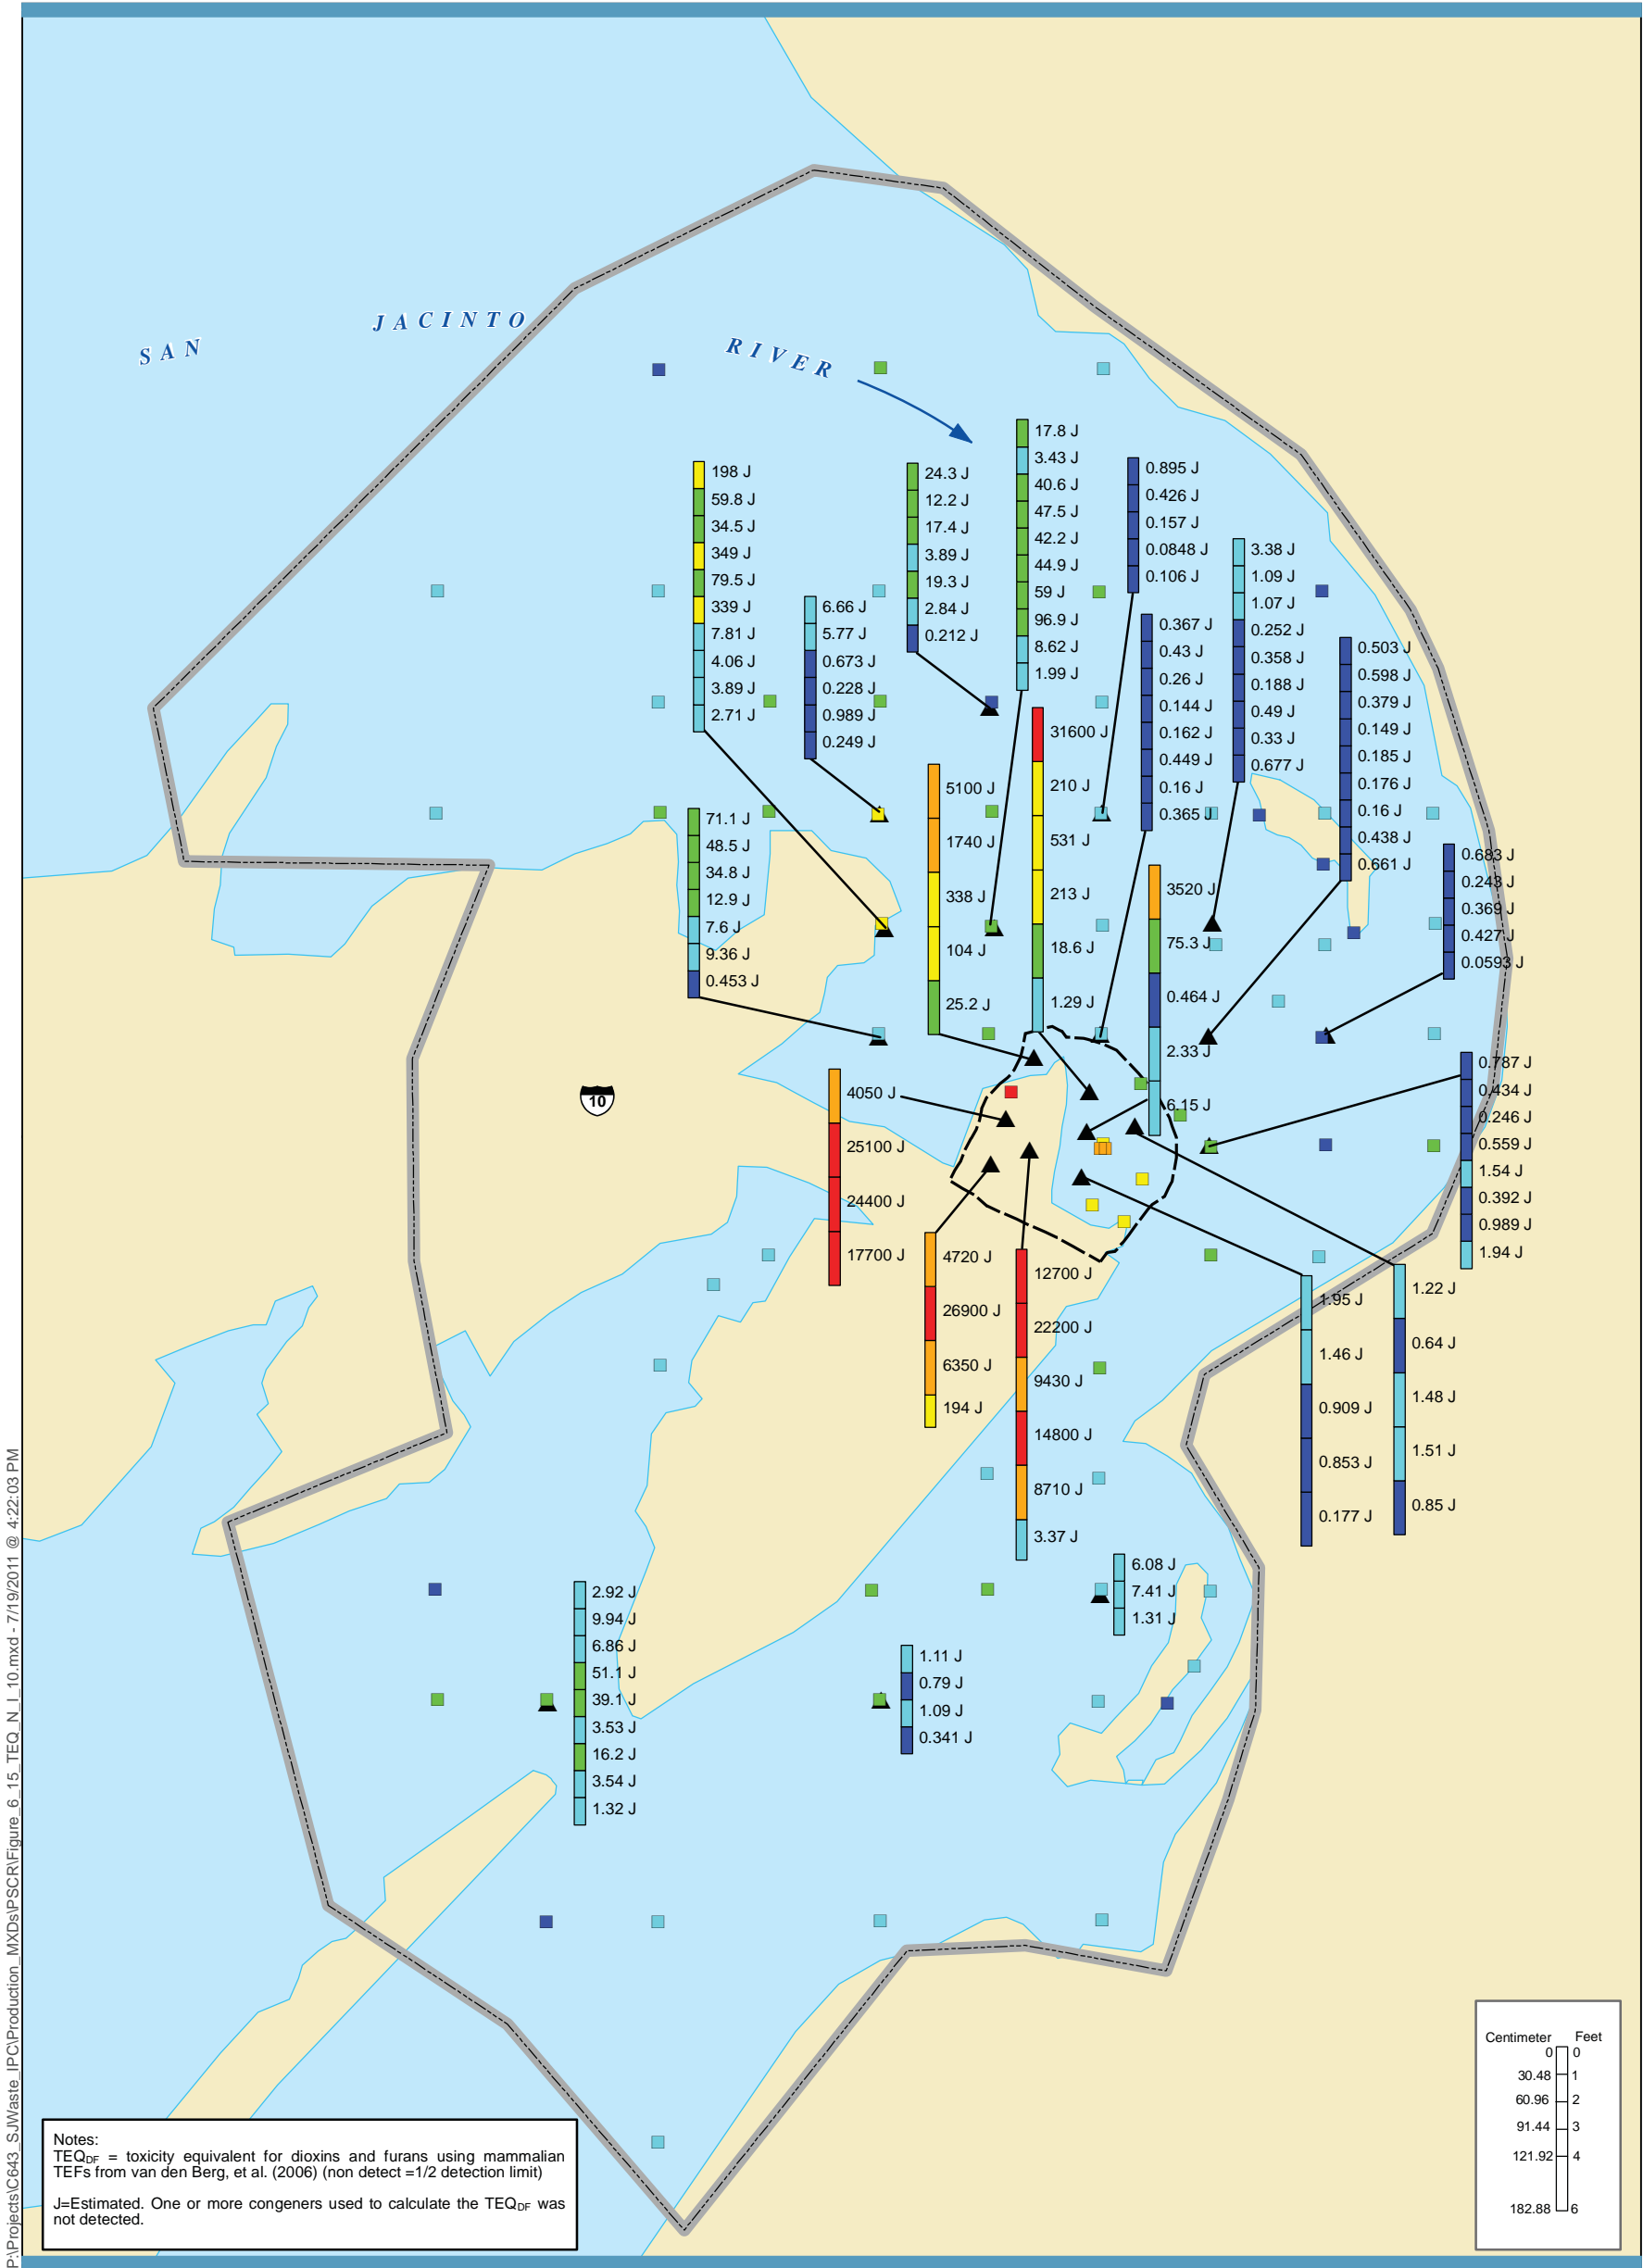 SAN
JACINTO
RIVER
17.8 J
3.43 J
40.6 J
47.5 J
42.2 J
44.9 J
59 J
96.9 J
8.62 J
1.99 J
198 J
59.8 J
34.5 J
349 J
79.5 J
339 J
7.81 J
4.06 J
3.89 J
2.71 J
24.3 J
12.2 J
17.4 J
3.89 J
19.3 J
2.84 J
0.212 J
0.895 J
0.426 J
0.157 J
0.0848 J
0.106 J
3.38 J
1.09 J
1.07 J
0.252 J
0.358 J
0.188 J
0.49 J
0.33 J
0.677 J
6.66 J
5.77 J
0.673 J
0.228 J
0.989 J
0.249 J
0.367 J
0.43 J
0.26 J
0.144 J
0.162 J
0.449 J
0.16 J
0.365 J
0.503 J
0.598 J
0.379 J
0.149 J
0.185 J
0.176 J
0.16 J
0.438 J
0.661 J
31600 J
210 J
531 J
213 J
18.6 J
1.29 J
5100 J
1740 J
338 J
104 J
25.2 J
71.1 J
48.5 J
34.8 J
12.9 J
7.6 J
9.36 J
0.453 J
0.683 J
0.243 J
0.369 J
0.427 J
0.0593 J
3520 J
75.3 J
0.464 J
2.33 J
6.15 J
0.787 J
0.434 J
0.246 J
0.559 J
1.54 J
0.392 J
0.989 J
1.94 J
10
4050 J
25100 J
24400 J
17700 J
4720 J
26900 J
6350 J
194 J
12700 J
22200 J
9430 J
14800 J
8710 J
3.37 J
1.95 J
1.46 J
0.909 J
0.853 J
0.177 J
1.22 J
0.64 J
1.48 J
1.51 J
0.85 J
6.08 J
7.41 J
1.31 J
2.92 J
9.94 J
6.86 J
51.1 J
39.1 J
3.53 J
16.2 J
3.54 J
1.32 J
1.11 J
0.79 J
1.09 J
0.341 J
Centimeter Feet
0 0
30.48 1
60.96 2
91.44 3
121.92 4
182.88 6
Notes:
TEQDF = toxicity equivalent for dioxins and furans using mammalian
TEFs from van den Berg, et al. (2006) (non detect =1/2 detection limit)
J=Estimated. One or more congeners used to calculate the TEQDF was
not detected.
P:\Projects\C643_SJWaste_IPC\Production_MXDs\PSCR\Figure_6_15_TEQ_N_I_10.mxd - 7/19/2011 @ 4:22:03 PM